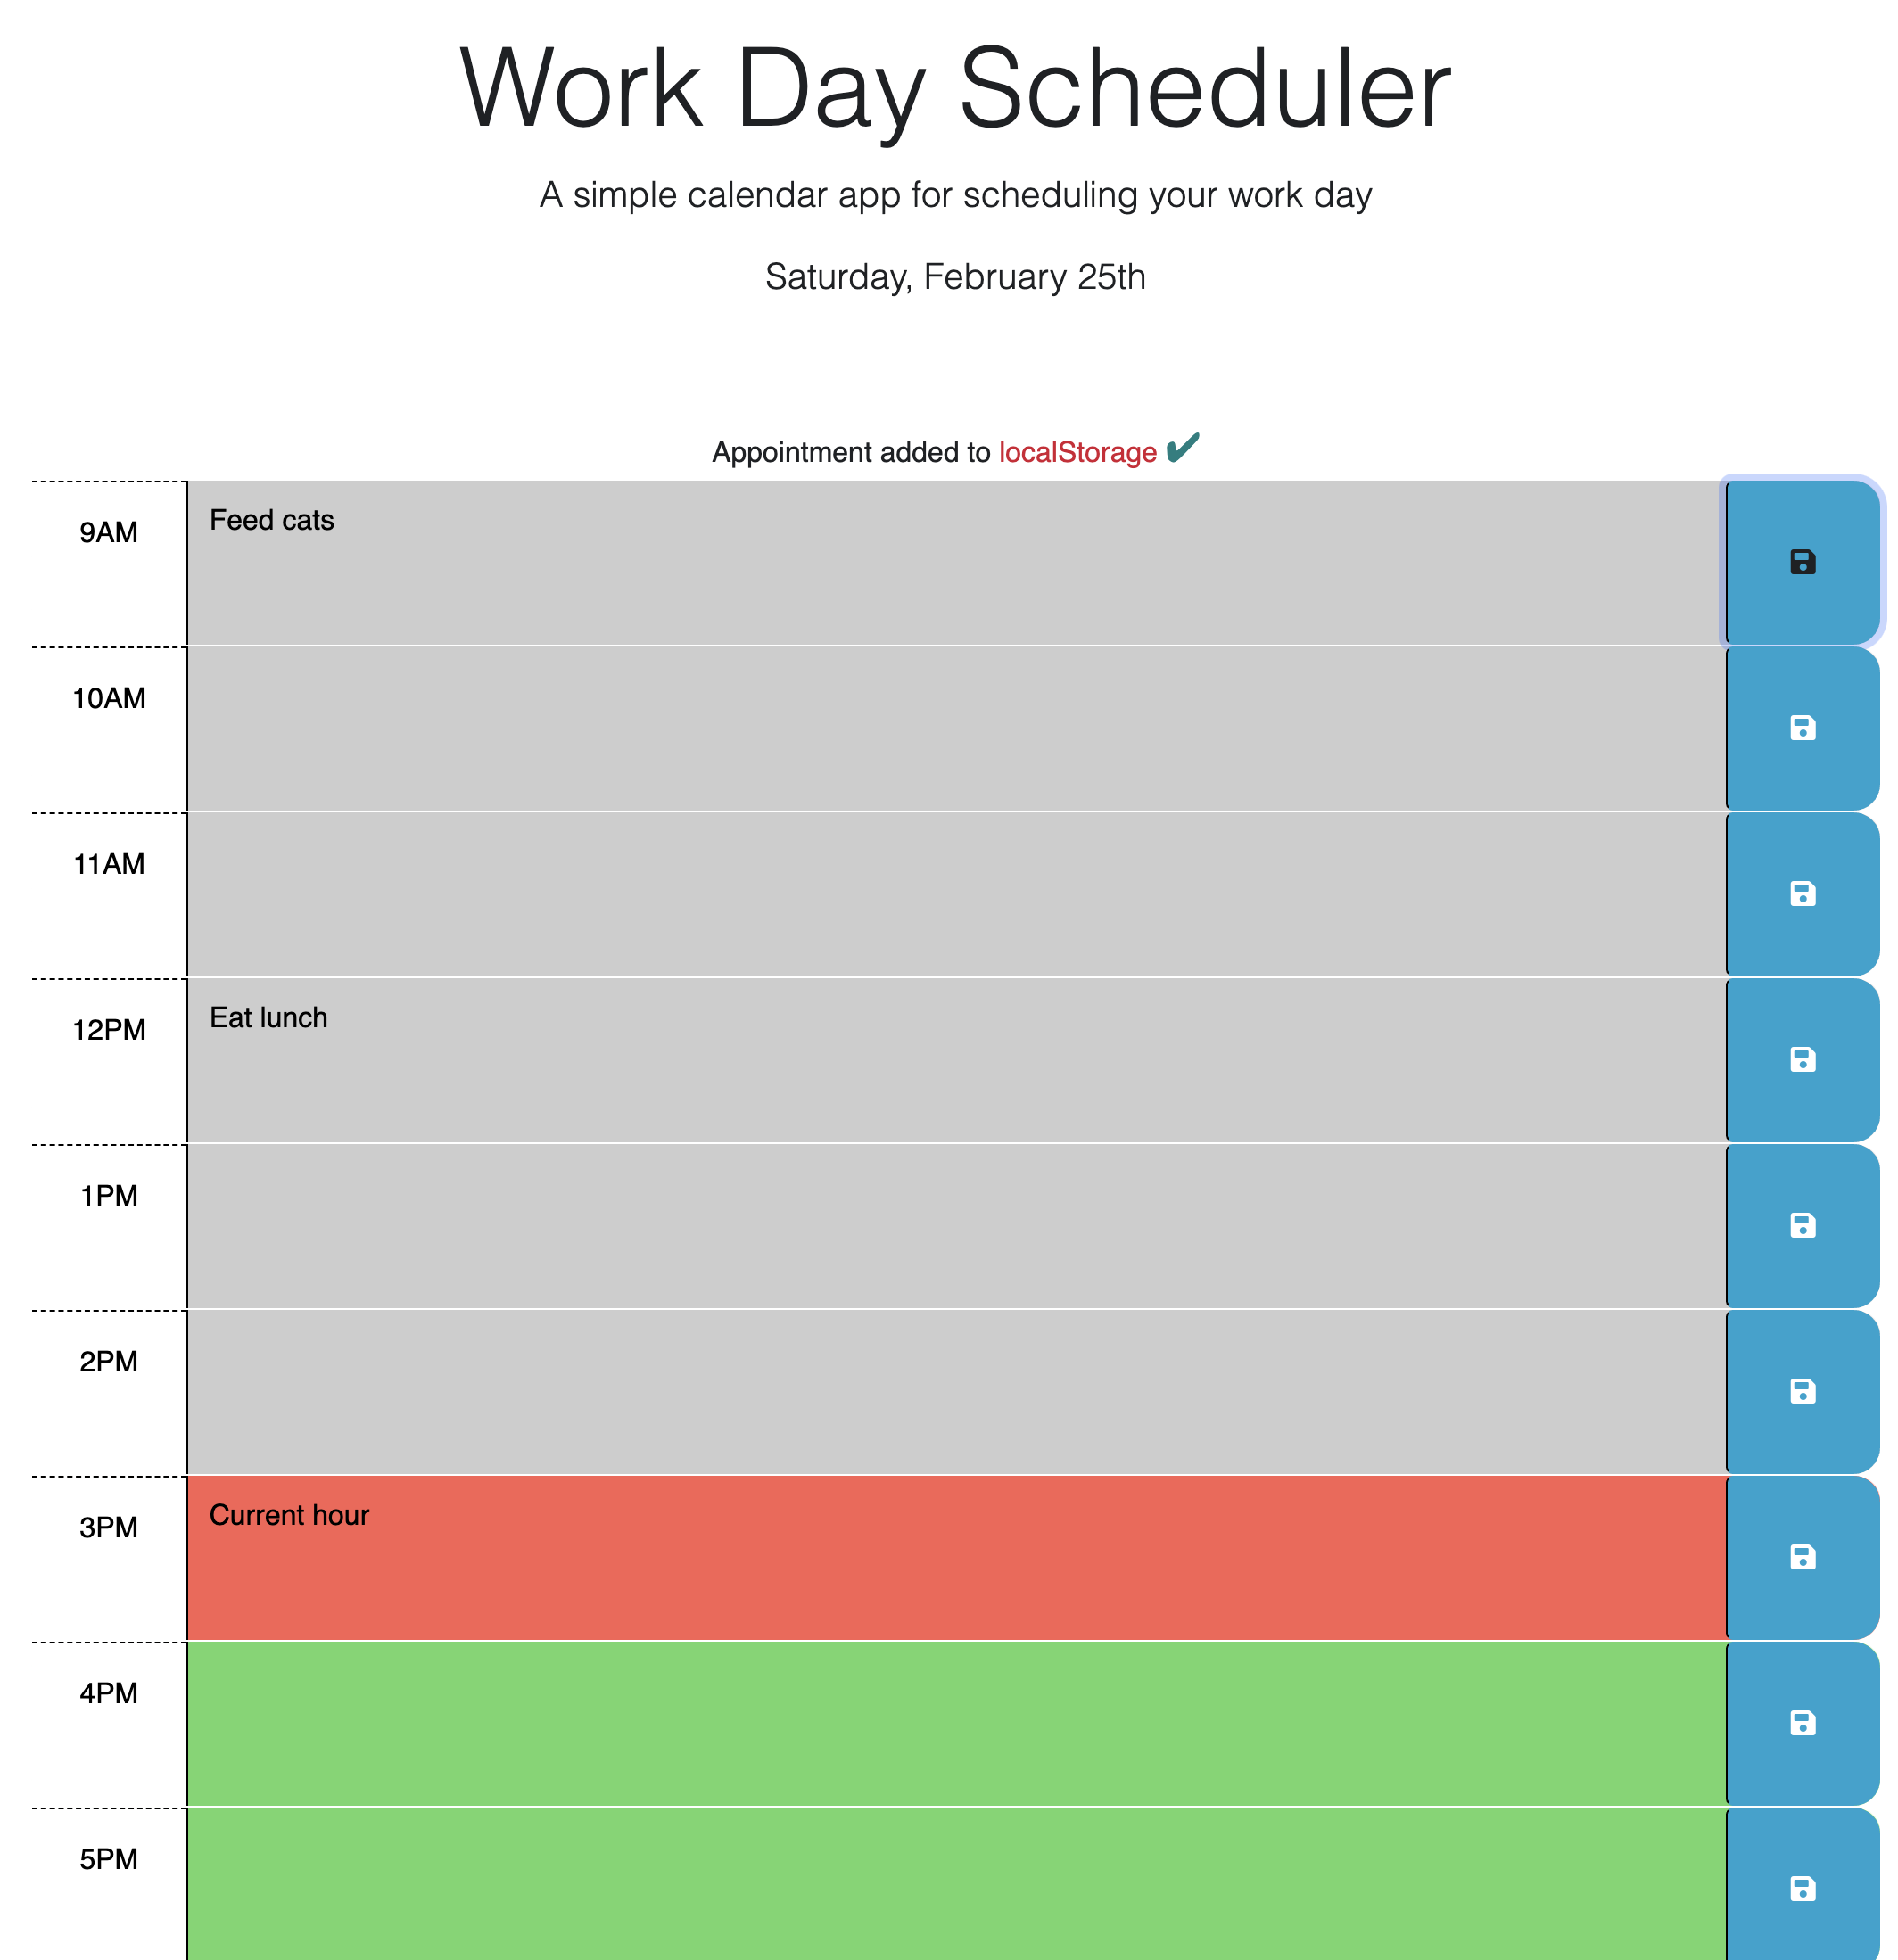 Work Day Scheduler
A simple calendar app for scheduling your work day
Saturday, February 25th
Appointment added to localStorage ✔
9AM
Feed cats
10AM
11AM
12PM
Eat lunch
1PM
2PM
3PM
Current hour
4PM
5PM